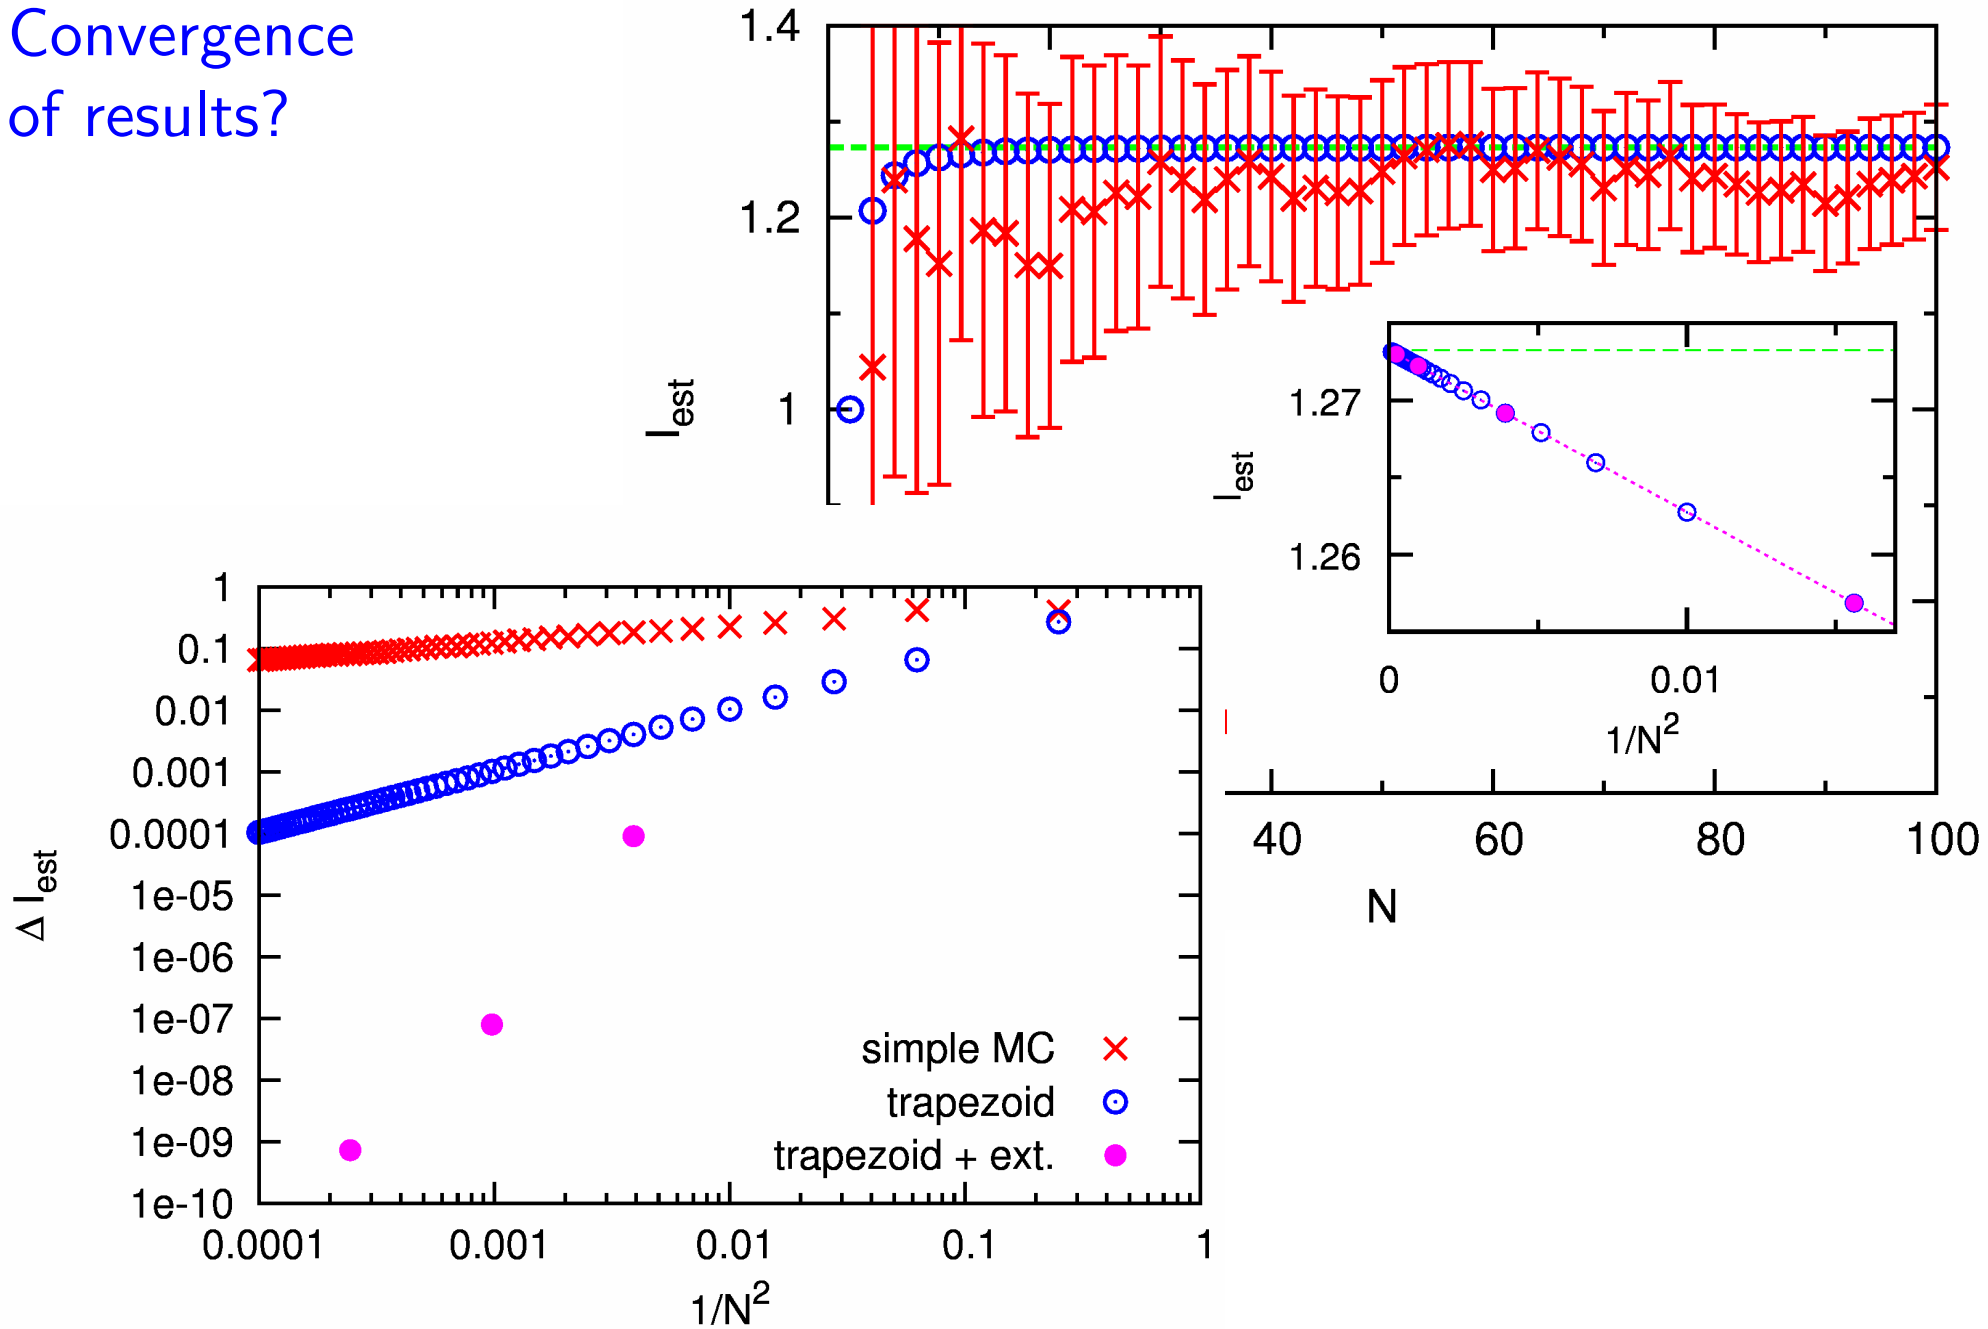 Convergence
of results?
1.4
1.2
1
I_est
1.27
1.26
I_est
0 0.01
1/N²
40 60 80 100
N
1
0.1
0.01
0.001
0.0001
1e-05
1e-06
1e-07
1e-08
1e-09
1e-10
Δ I_est
simple MC
trapezoid
trapezoid + ext.
0.0001 0.001 0.01 0.1 1
1/N²